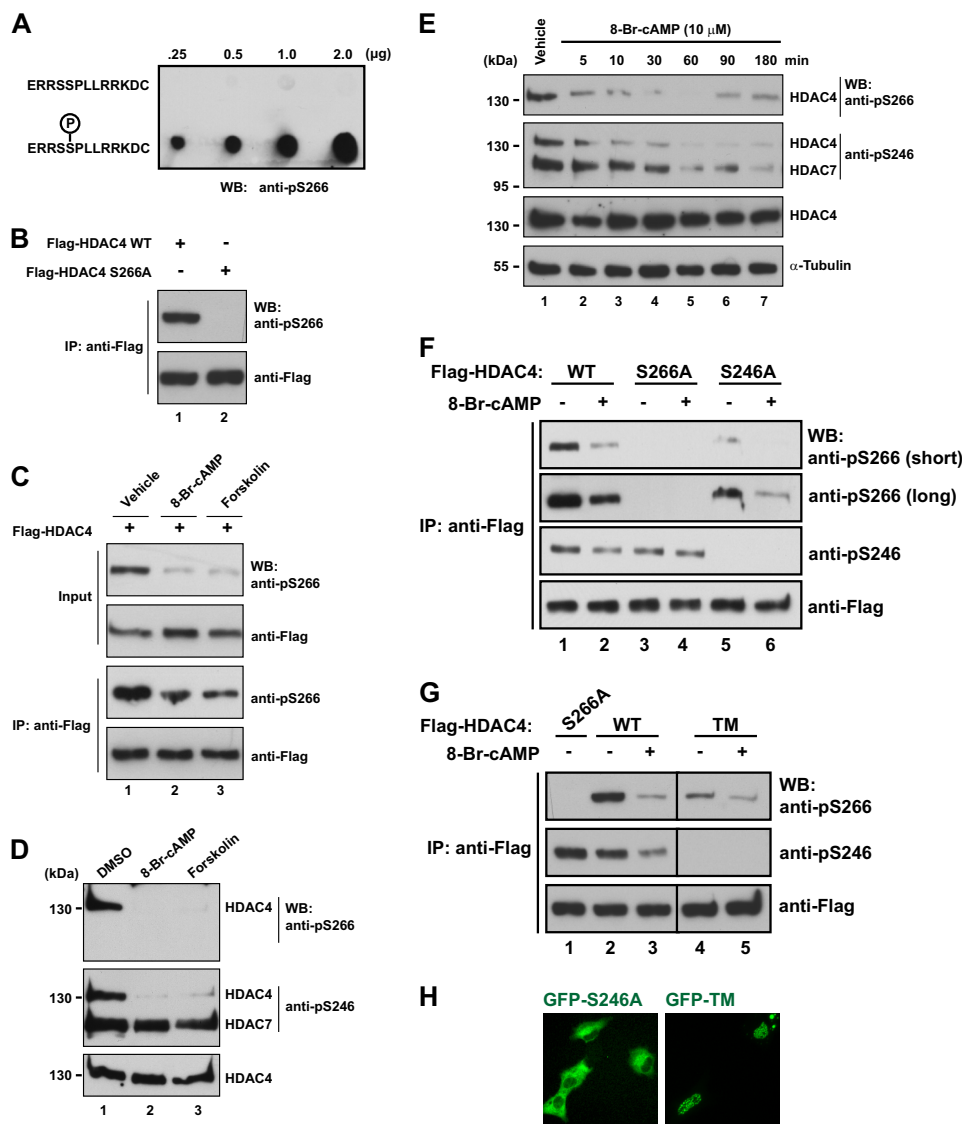 A
.25 0.5 1.0 2.0 (µg)
ERRSSPLLRRKDC
P
ERRSSPLLRRKDC
WB: anti-pS266
B
Flag-HDAC4 WT + -
Flag-HDAC4 S266A - +
WB:
anti-pS266
IP: anti-Flag
anti-Flag
1 2
C
Vehicle 8-Br-cAMP Forskolin
Flag-HDAC4 + + +
WB:
anti-pS266
Input
anti-Flag
anti-pS266
IP: anti-Flag
anti-Flag
1 2 3
D
DMSO 8-Br-cAMP Forskolin
(kDa)
130 HDAC4 WB:
anti-pS266
130 HDAC4
anti-pS246
HDAC7
130 HDAC4
1 2 3
E
Vehicle 8-Br-cAMP (10 µM)
(kDa) 5 10 30 60 90 180 min
130 HDAC4 WB:
anti-pS266
130 HDAC4
anti-pS246
HDAC7
95
130 HDAC4
55 α-Tubulin
1 2 3 4 5 6 7
F
Flag-HDAC4: WT S266A S246A
8-Br-cAMP - + - + - +
WB:
anti-pS266 (short)
anti-pS266 (long)
IP: anti-Flag
anti-pS246
anti-Flag
1 2 3 4 5 6
G
Flag-HDAC4: S266A WT TM
8-Br-cAMP - - + - +
WB:
anti-pS266
IP: anti-Flag
anti-pS246
anti-Flag
1 2 3 4 5
H
GFP-S246A GFP-TM